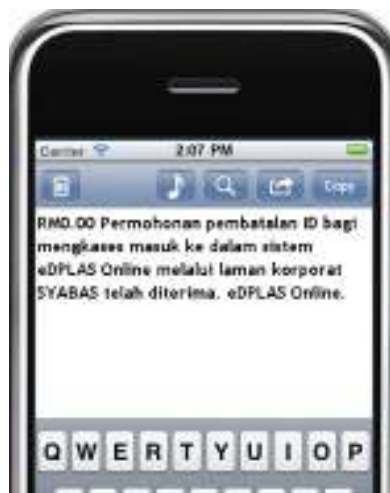 Carrier 2:07 PM
Copy
RM0.00 Permohonan pembatalan ID bagi
mengkases masuk ke dalam sistem
eDPLAS Online melalui laman korporat
SYABAS telah diterima. eDPLAS Online.
Q W E R T Y U I O P